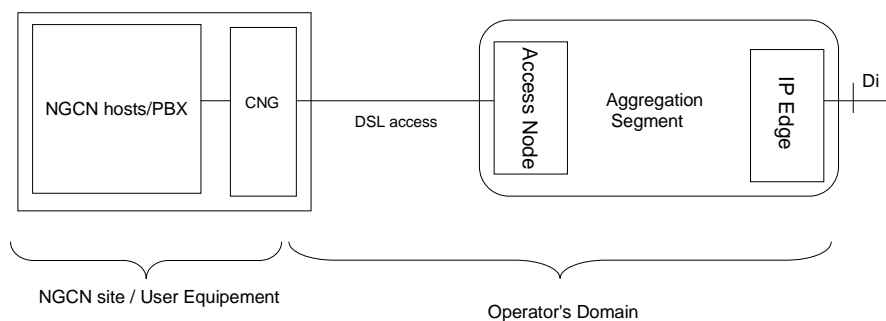 NGCN hosts/PBX
CNG
DSL access
Access Node
Aggregation
Segment
IP Edge
Di
NGCN site / User Equipement
Operator's Domain